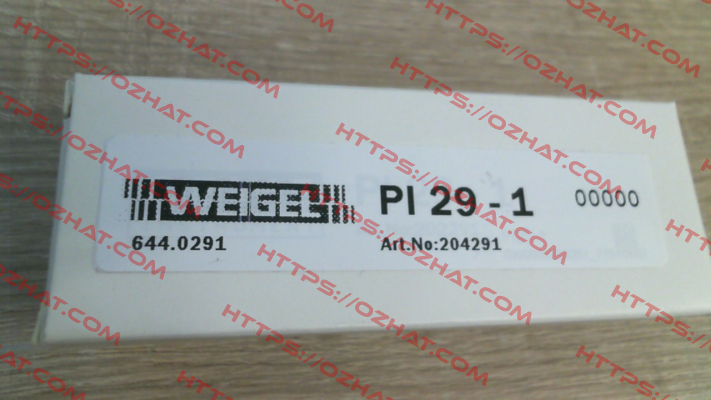 WEIGEL PI 29 - 1 00000
644.0291 Art.No:204291
HTTPS://OZHAT.COM